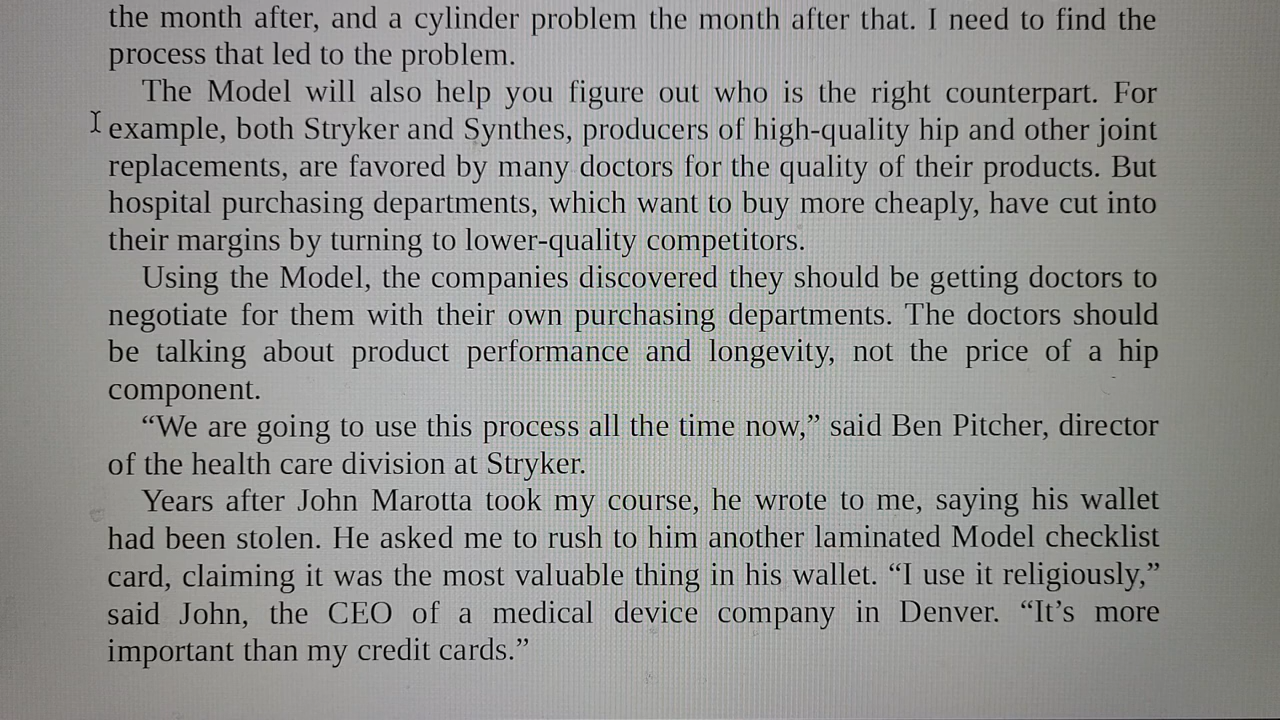 the month after, and a cylinder problem the month after that. I need to find the
process that led to the problem.
The Model will also help you figure out who is the right counterpart. For
example, both Stryker and Synthes, producers of high-quality hip and other joint
replacements, are favored by many doctors for the quality of their products. But
hospital purchasing departments, which want to buy more cheaply, have cut into
their margins by turning to lower-quality competitors.
Using the Model, the companies discovered they should be getting doctors to
negotiate for them with their own purchasing departments. The doctors should
be talking about product performance and longevity, not the price of a hip
component.
“We are going to use this process all the time now,” said Ben Pitcher, director
of the health care division at Stryker.
Years after John Marotta took my course, he wrote to me, saying his wallet
had been stolen. He asked me to rush to him another laminated Model checklist
card, claiming it was the most valuable thing in his wallet. “I use it religiously,”
said John, the CEO of a medical device company in Denver. “It’s more
important than my credit cards.”